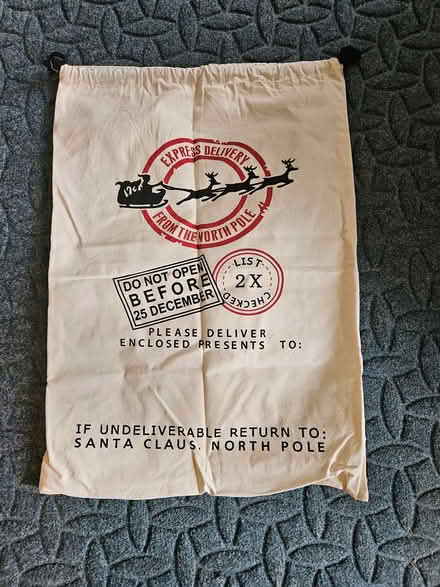 EXPRESS DELIVERY
FROM THE NORTH POLE
DO NOT OPEN
BEFORE
25 DECEMBER
LIST
2X
CHECKED
PLEASE DELIVER
ENCLOSED PRESENTS TO:
IF UNDELIVERABLE RETURN TO:
SANTA CLAUS. NORTH POLE